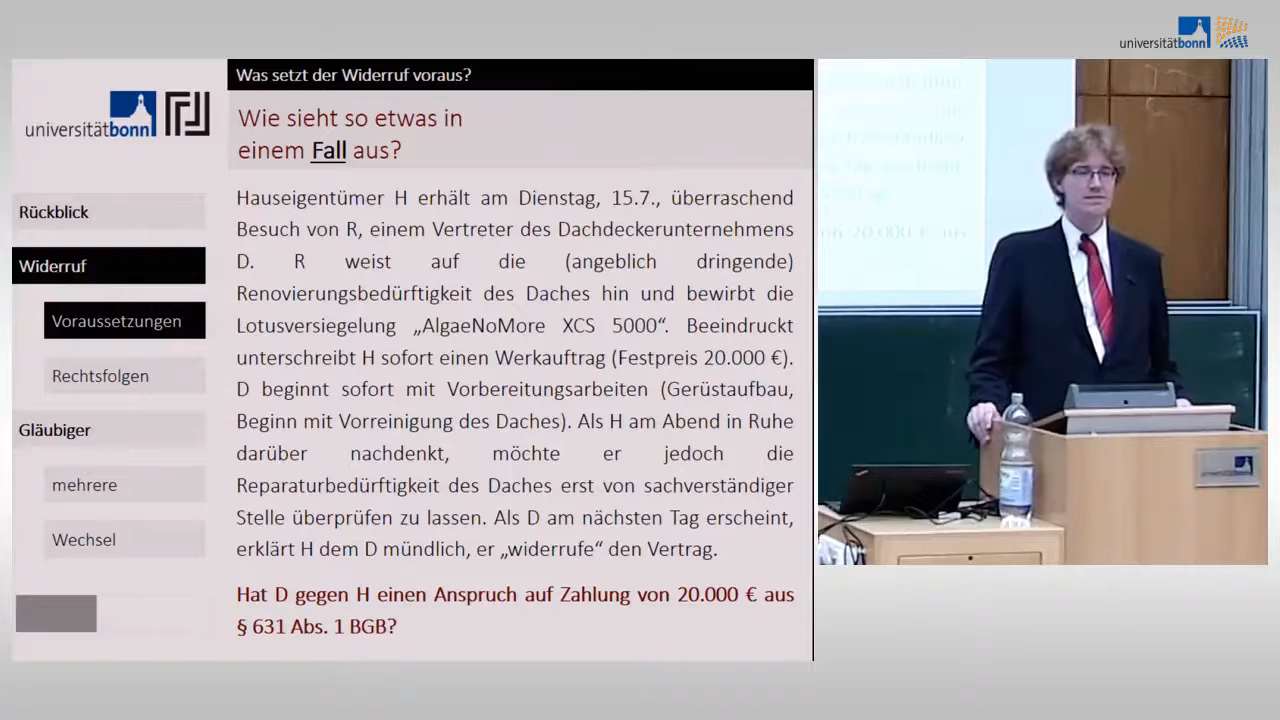 universitätbonn
Was setzt der Widerruf voraus?
universitätbonn
Wie sieht so etwas in
einem Fall aus?
Rückblick
Widerruf
Voraussetzungen
Rechtsfolgen
Gläubiger
mehrere
Wechsel
Hauseigentümer H erhält am Dienstag, 15.7., überraschend
Besuch von R, einem Vertreter des Dachdeckerunternehmens
D. R weist auf die (angeblich dringende)
Renovierungsbedürftigkeit des Daches hin und bewirbt die
Lotusversiegelung „AlgaeNoMore XCS 5000“. Beeindruckt
unterschreibt H sofort einen Werkauftrag (Festpreis 20.000 €).
D beginnt sofort mit Vorbereitungsarbeiten (Gerüstaufbau,
Beginn mit Vorreinigung des Daches). Als H am Abend in Ruhe
darüber nachdenkt, möchte er jedoch die
Reparaturbedürftigkeit des Daches erst von sachverständiger
Stelle überprüfen zu lassen. Als D am nächsten Tag erscheint,
erklärt H dem D mündlich, er „widerrufe“ den Vertrag.
Hat D gegen H einen Anspruch auf Zahlung von 20.000 € aus
§ 631 Abs. 1 BGB?
universitätbonn